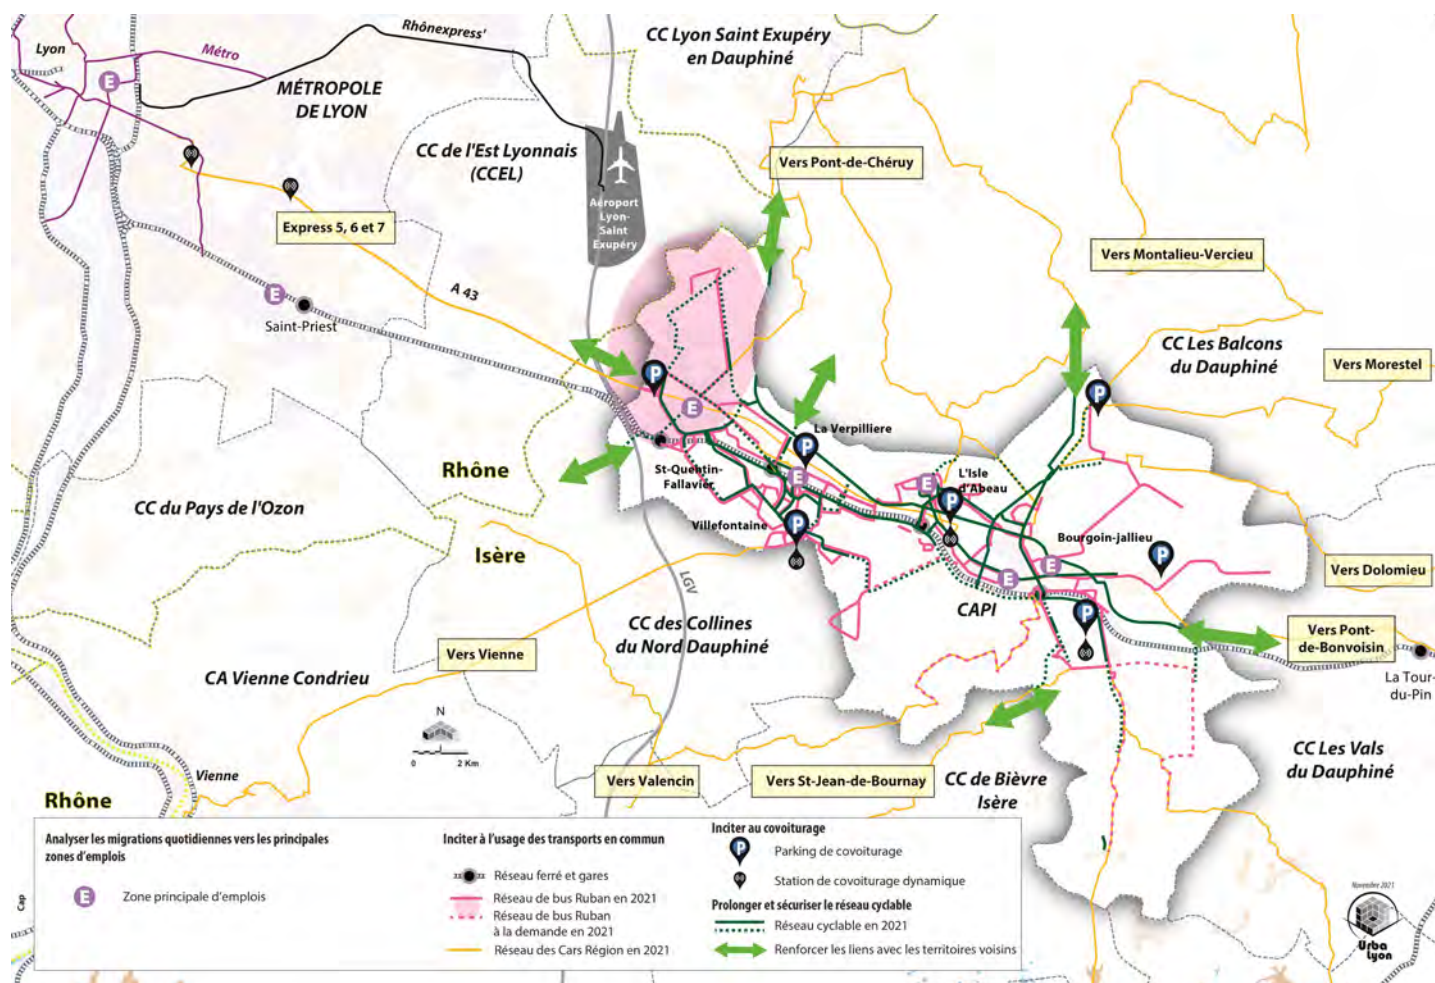 Lyon
Métro
Rhônexpress'
CC Lyon Saint Exupéry
en Dauphiné
E
MÉTROPOLE
DE LYON
CC de l'Est Lyonnais
(CCEL)
Vers Pont-de-Chéruy
Aéroport
Lyon-
Saint
Exupéry
Express 5, 6 et 7
Vers Montalieu-Vercieu
A 43
E
Saint-Priest
CC Les Balcons
du Dauphiné
Vers Morestel
P
P
E
La Verpilliere
P
Rhône
St-Quentin-
Fallavier
E
E
L'Isle
d'Abeau
P
CC du Pays de l'Ozon
Villefontaine
P
Bourgoin-jallieu
P
Isère
E
E
Vers Dolomieu
LGV
CAPI
P
CC des Collines
du Nord Dauphiné
Vers Pont-
de-Bonvoisin
Vers Vienne
CA Vienne Condrieu
La Tour-
du-Pin
N
0 2 Km
CC Les Vals
du Dauphiné
Vienne
Vers Valencin
Vers St-Jean-de-Bournay
CC de Bièvre
Isère
Rhône
Cap
Analyser les migrations quotidiennes vers les principales
zones d'emplois
E Zone principale d'emplois
Inciter à l'usage des transports en commun
Réseau ferré et gares
Réseau de bus Ruban en 2021
Réseau de bus Ruban
à la demande en 2021
Réseau des Cars Région en 2021
Inciter au covoiturage
P Parking de covoiturage
Station de covoiturage dynamique
Prolonger et sécuriser le réseau cyclable
Réseau cyclable en 2021
Renforcer les liens avec les territoires voisins
Novembre 2021
Urba
Lyon